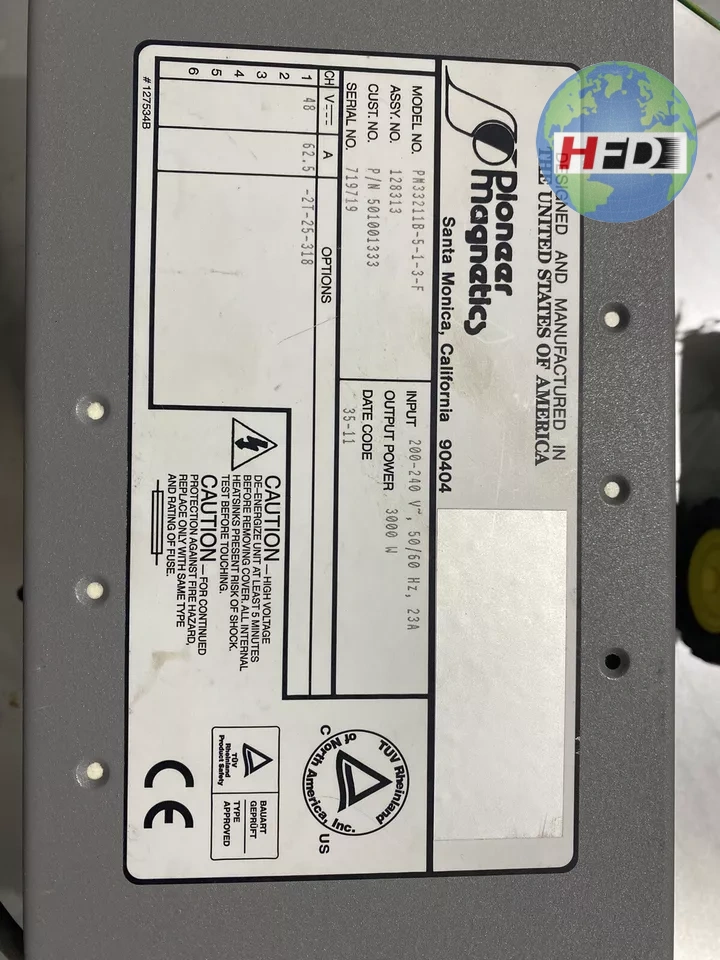 HFD
DESIGNED AND MANUFACTURED IN
THE UNITED STATES OF AMERICA
Pioneer
Magnetics
Santa Monica, California 90404
MODEL NO. PM33211B-5-1-3-F
ASSY. NO. 128313
CUST. NO. P/N 501001333
SERIAL NO. 719719
INPUT 200-240 V~, 50/60 Hz, 23A
OUTPUT POWER 3000 W
DATE CODE
35-11
CH V A OPTIONS
1 48 62.5 -2T-25-318
2
3
4
5
6
CAUTION — HIGH VOLTAGE
DE-ENERGIZE UNIT AT LEAST 5 MINUTES
BEFORE REMOVING COVER. ALL INTERNAL
HEATSINKS PRESENT RISK OF SHOCK.
TEST BEFORE TOUCHING.
CAUTION — FOR CONTINUED
PROTECTION AGAINST FIRE HAZARD,
REPLACE ONLY WITH SAME TYPE
AND RATING OF FUSE.
TÜV Rheinland
of North America, Inc.
C US
TÜV
Rheinland
Product Safety
BAUART
GEPRÜFT
TYPE
APPROVED
CE
#127534B